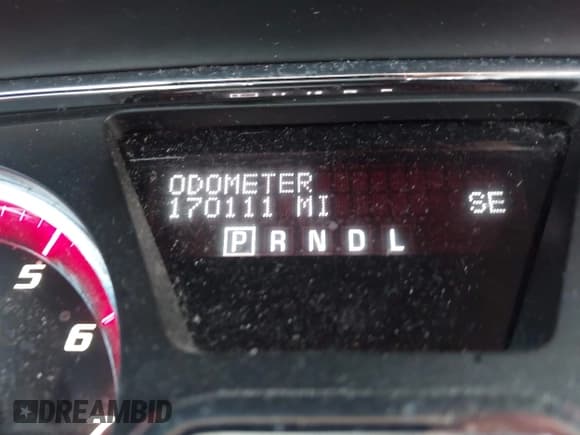 ODOMETER
170111 MI SE
P R N D L
5
6
DREAMBID